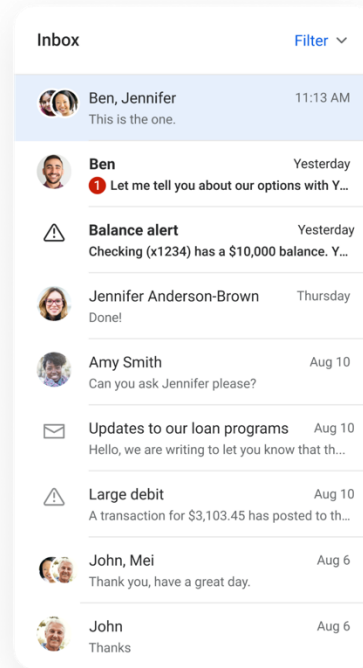 Inbox Filter
Ben, Jennifer 11:13 AM
This is the one.
Ben Yesterday
1 Let me tell you about our options with Y...
Balance alert Yesterday
Checking (x1234) has a $10,000 balance. Y...
Jennifer Anderson-Brown Thursday
Done!
Amy Smith Aug 10
Can you ask Jennifer please?
Updates to our loan programs Aug 10
Hello, we are writing to let you know that th...
Large debit Aug 10
A transaction for $3,103.45 has posted to th...
John, Mei Aug 6
Thank you, have a great day.
John Aug 6
Thanks